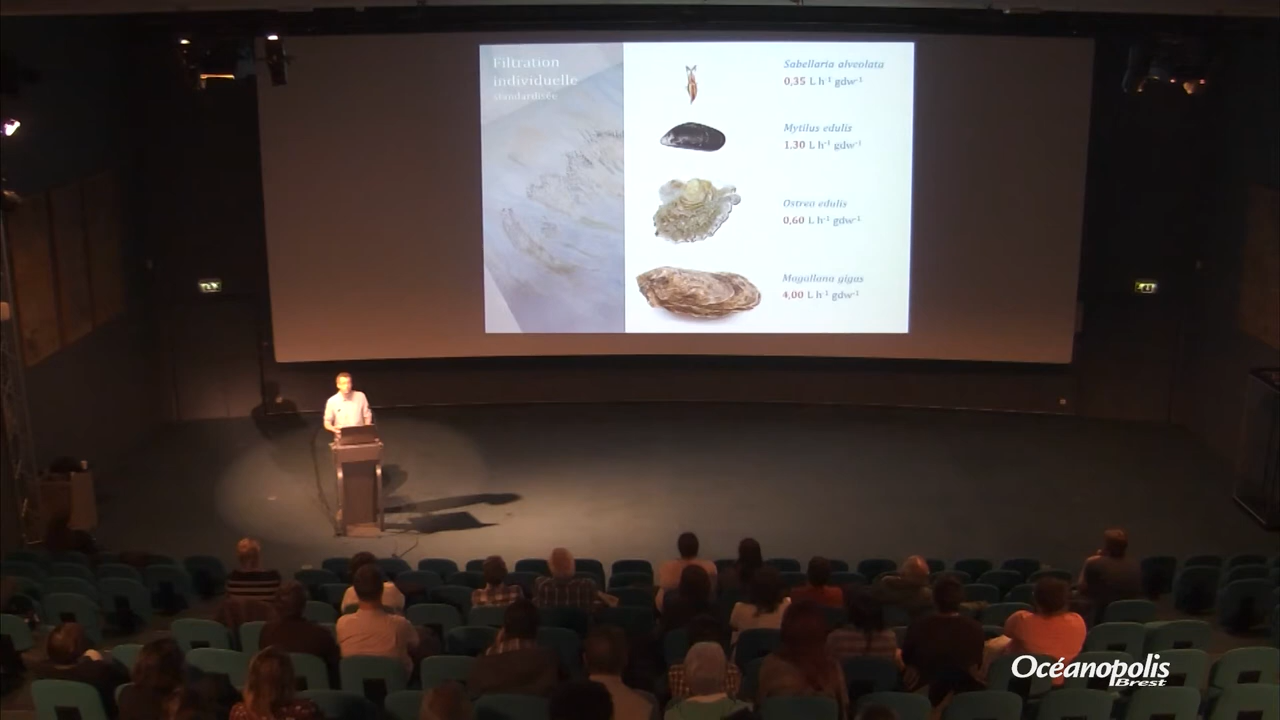 Filtration
individuelle
standardisée
Sabellaria alveolata
0,35 L h⁻¹ gdw⁻¹
Mytilus edulis
1.30 L h⁻¹ gdw⁻¹
Ostrea edulis
0,60 L h⁻¹ gdw⁻¹
Magallana gigas
4,00 L h⁻¹ gdw⁻¹
Océanopolis
Brest